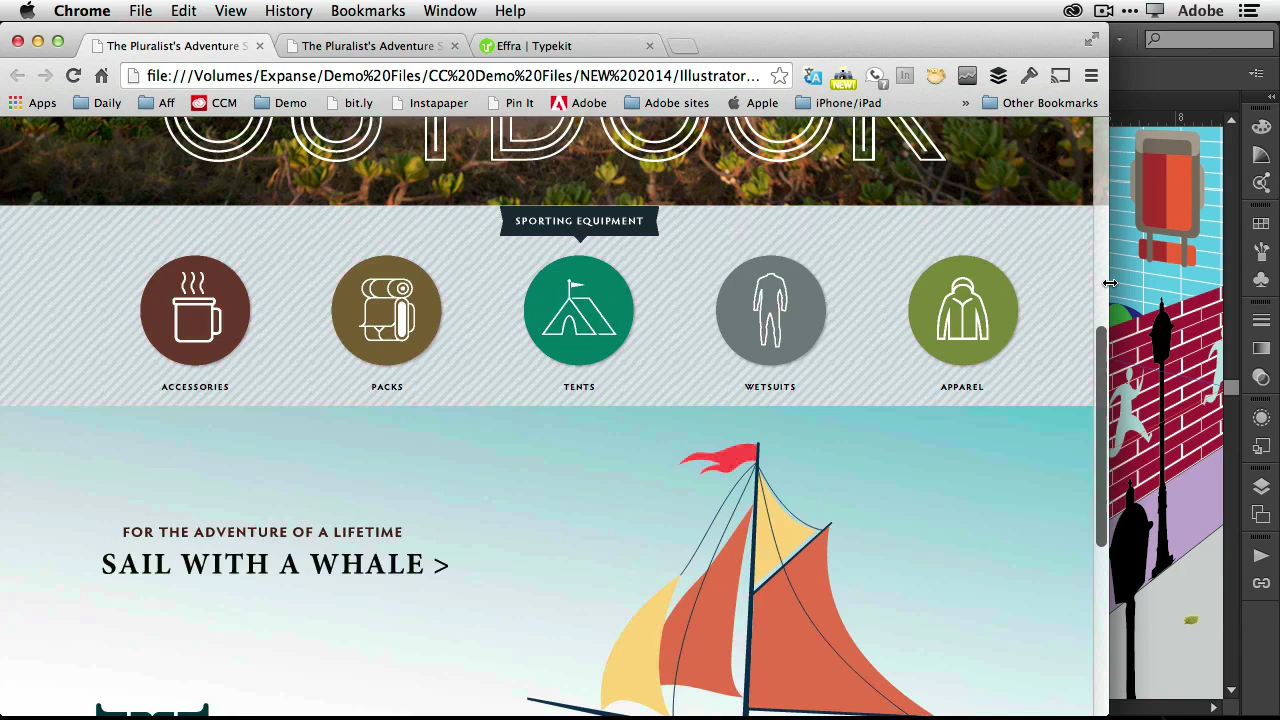 Chrome File Edit View History Bookmarks Window Help Adobe
The Pluralist's Adventure S The Pluralist's Adventure S Effra | Typekit
file:///Volumes/Expanse/Demo%20Files/CC%20Demo%20Files/NEW%202014/Illustrator...
NEW!
Apps Daily Aff CCM Demo bit.ly Instapaper Pin It Adobe Adobe sites Apple iPhone/iPad » Other Bookmarks
8
OUTDOOR
SPORTING EQUIPMENT
ACCESSORIES PACKS TENTS WETSUITS APPAREL
FOR THE ADVENTURE OF A LIFETIME
SAIL WITH A WHALE >